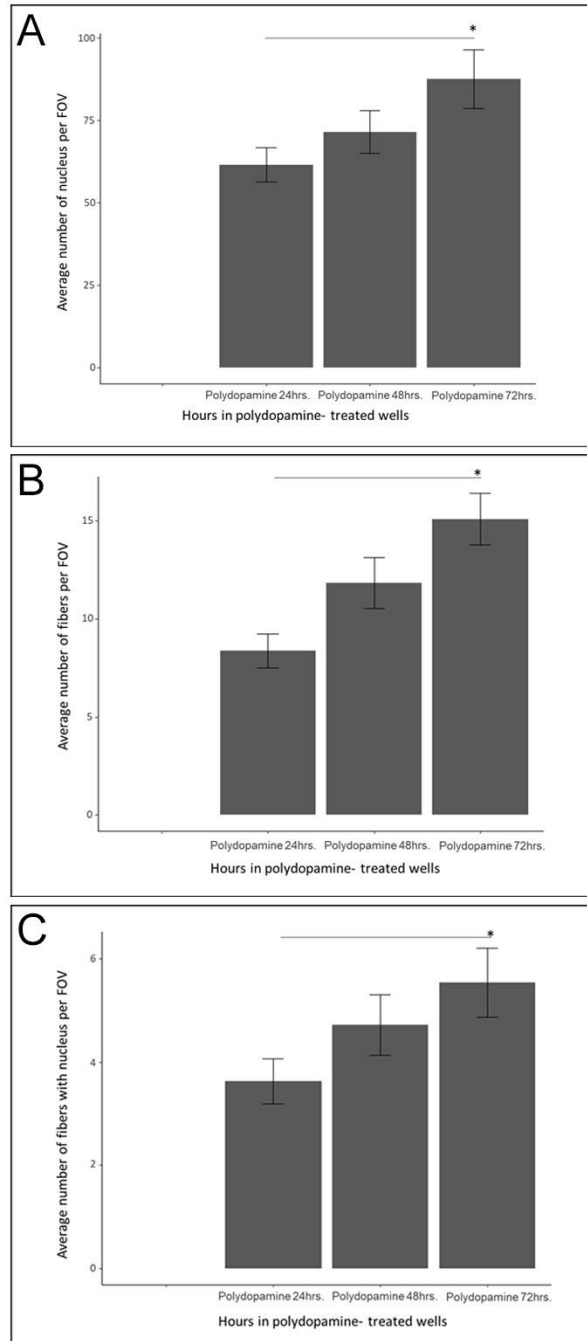 A
*
100
75
50
25
0
Average number of nucleus per FOV
Polydopamine 24hrs. Polydopamine 48hrs. Polydopamine 72hrs.
Hours in polydopamine- treated wells
B
*
15
10
5
0
Average number of fibers per FOV
Polydopamine 24hrs. Polydopamine 48hrs. Polydopamine 72hrs.
Hours in polydopamine- treated wells
C
*
6
4
2
0
Average number of fibers with nucleus per FOV
Polydopamine 24hrs. Polydopamine 48hrs. Polydopamine 72hrs.
Hours in polydopamine- treated wells